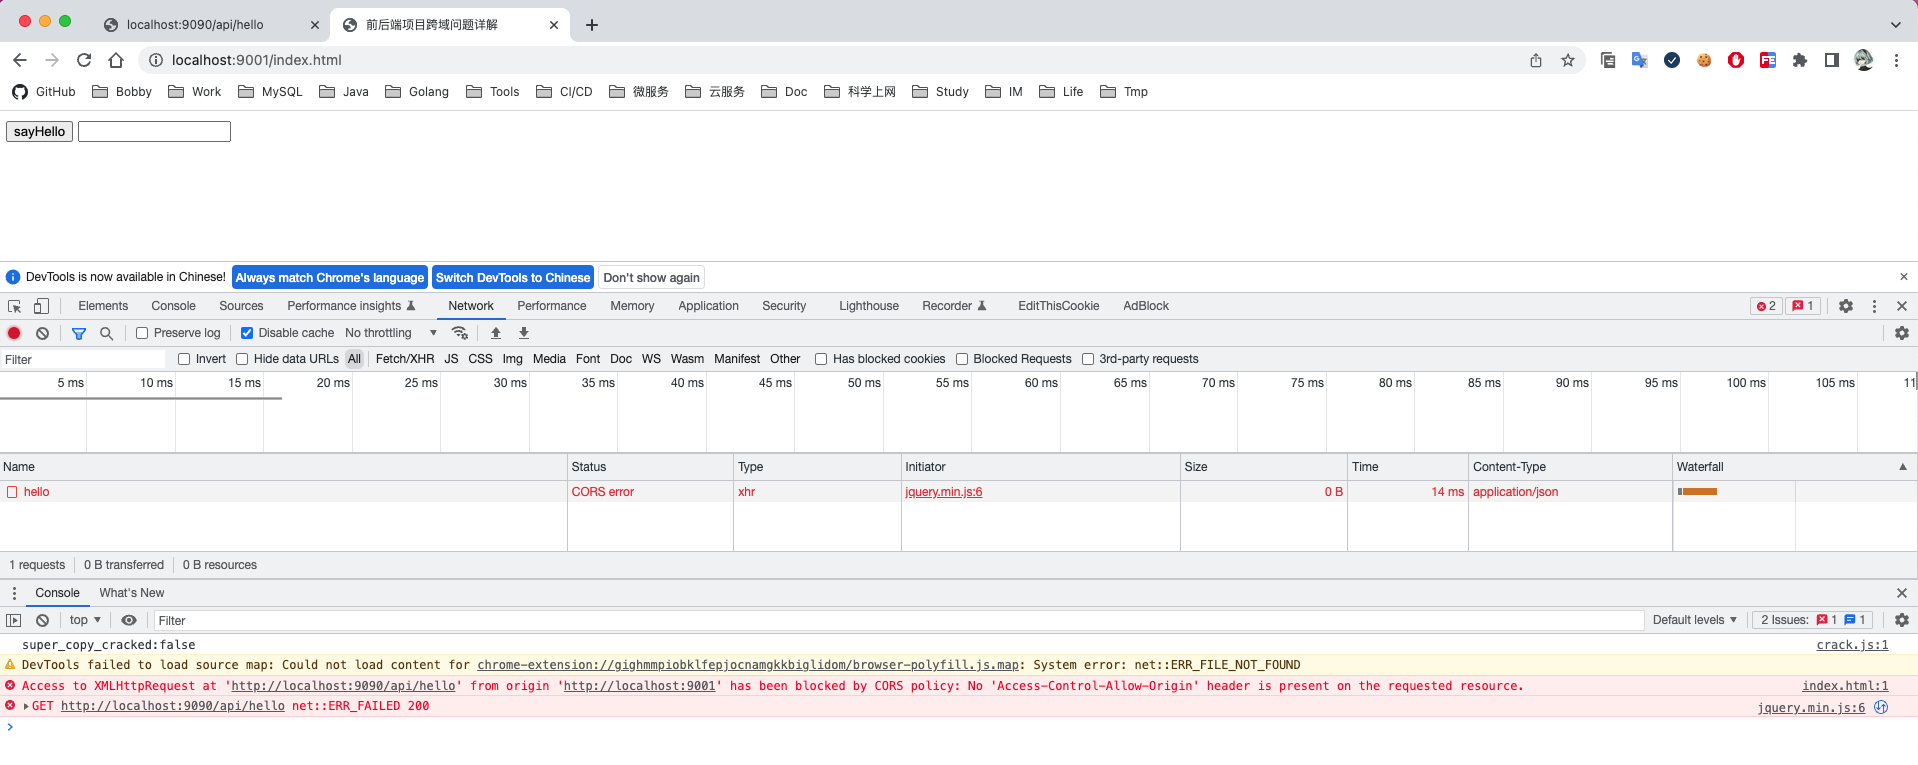 localhost:9090/api/hello
前后端项目跨域问题详解
localhost:9001/index.html
GitHub Bobby Work MySQL Java Golang Tools CI/CD 微服务 云服务 Doc 科学上网 Study IM Life Tmp
sayHello
DevTools is now available in Chinese! Always match Chrome's language Switch DevTools to Chinese Don't show again
Elements Console Sources Performance insights Network Performance Memory Application Security Lighthouse Recorder EditThisCookie AdBlock 2 1
Preserve log Disable cache No throttling
Filter Invert Hide data URLs All Fetch/XHR JS CSS Img Media Font Doc WS Wasm Manifest Other Has blocked cookies Blocked Requests 3rd-party requests
5 ms 10 ms 15 ms 20 ms 25 ms 30 ms 35 ms 40 ms 45 ms 50 ms 55 ms 60 ms 65 ms 70 ms 75 ms 80 ms 85 ms 90 ms 95 ms 100 ms 105 ms 11
Name Status Type Initiator Size Time Content-Type Waterfall
hello CORS error xhr jquery.min.js:6 0 B 14 ms application/json
1 requests 0 B transferred 0 B resources
Console What's New
top Filter Default levels 2 Issues: 1 1
super_copy_cracked:false crack.js:1
DevTools failed to load source map: Could not load content for chrome-extension://gighmmpiobklfepjocnamgkkbiglidom/browser-polyfill.js.map: System error: net::ERR_FILE_NOT_FOUND
Access to XMLHttpRequest at 'http://localhost:9090/api/hello' from origin 'http://localhost:9001' has been blocked by CORS policy: No 'Access-Control-Allow-Origin' header is present on the requested resource. index.html:1
GET http://localhost:9090/api/hello net::ERR_FAILED 200 jquery.min.js:6